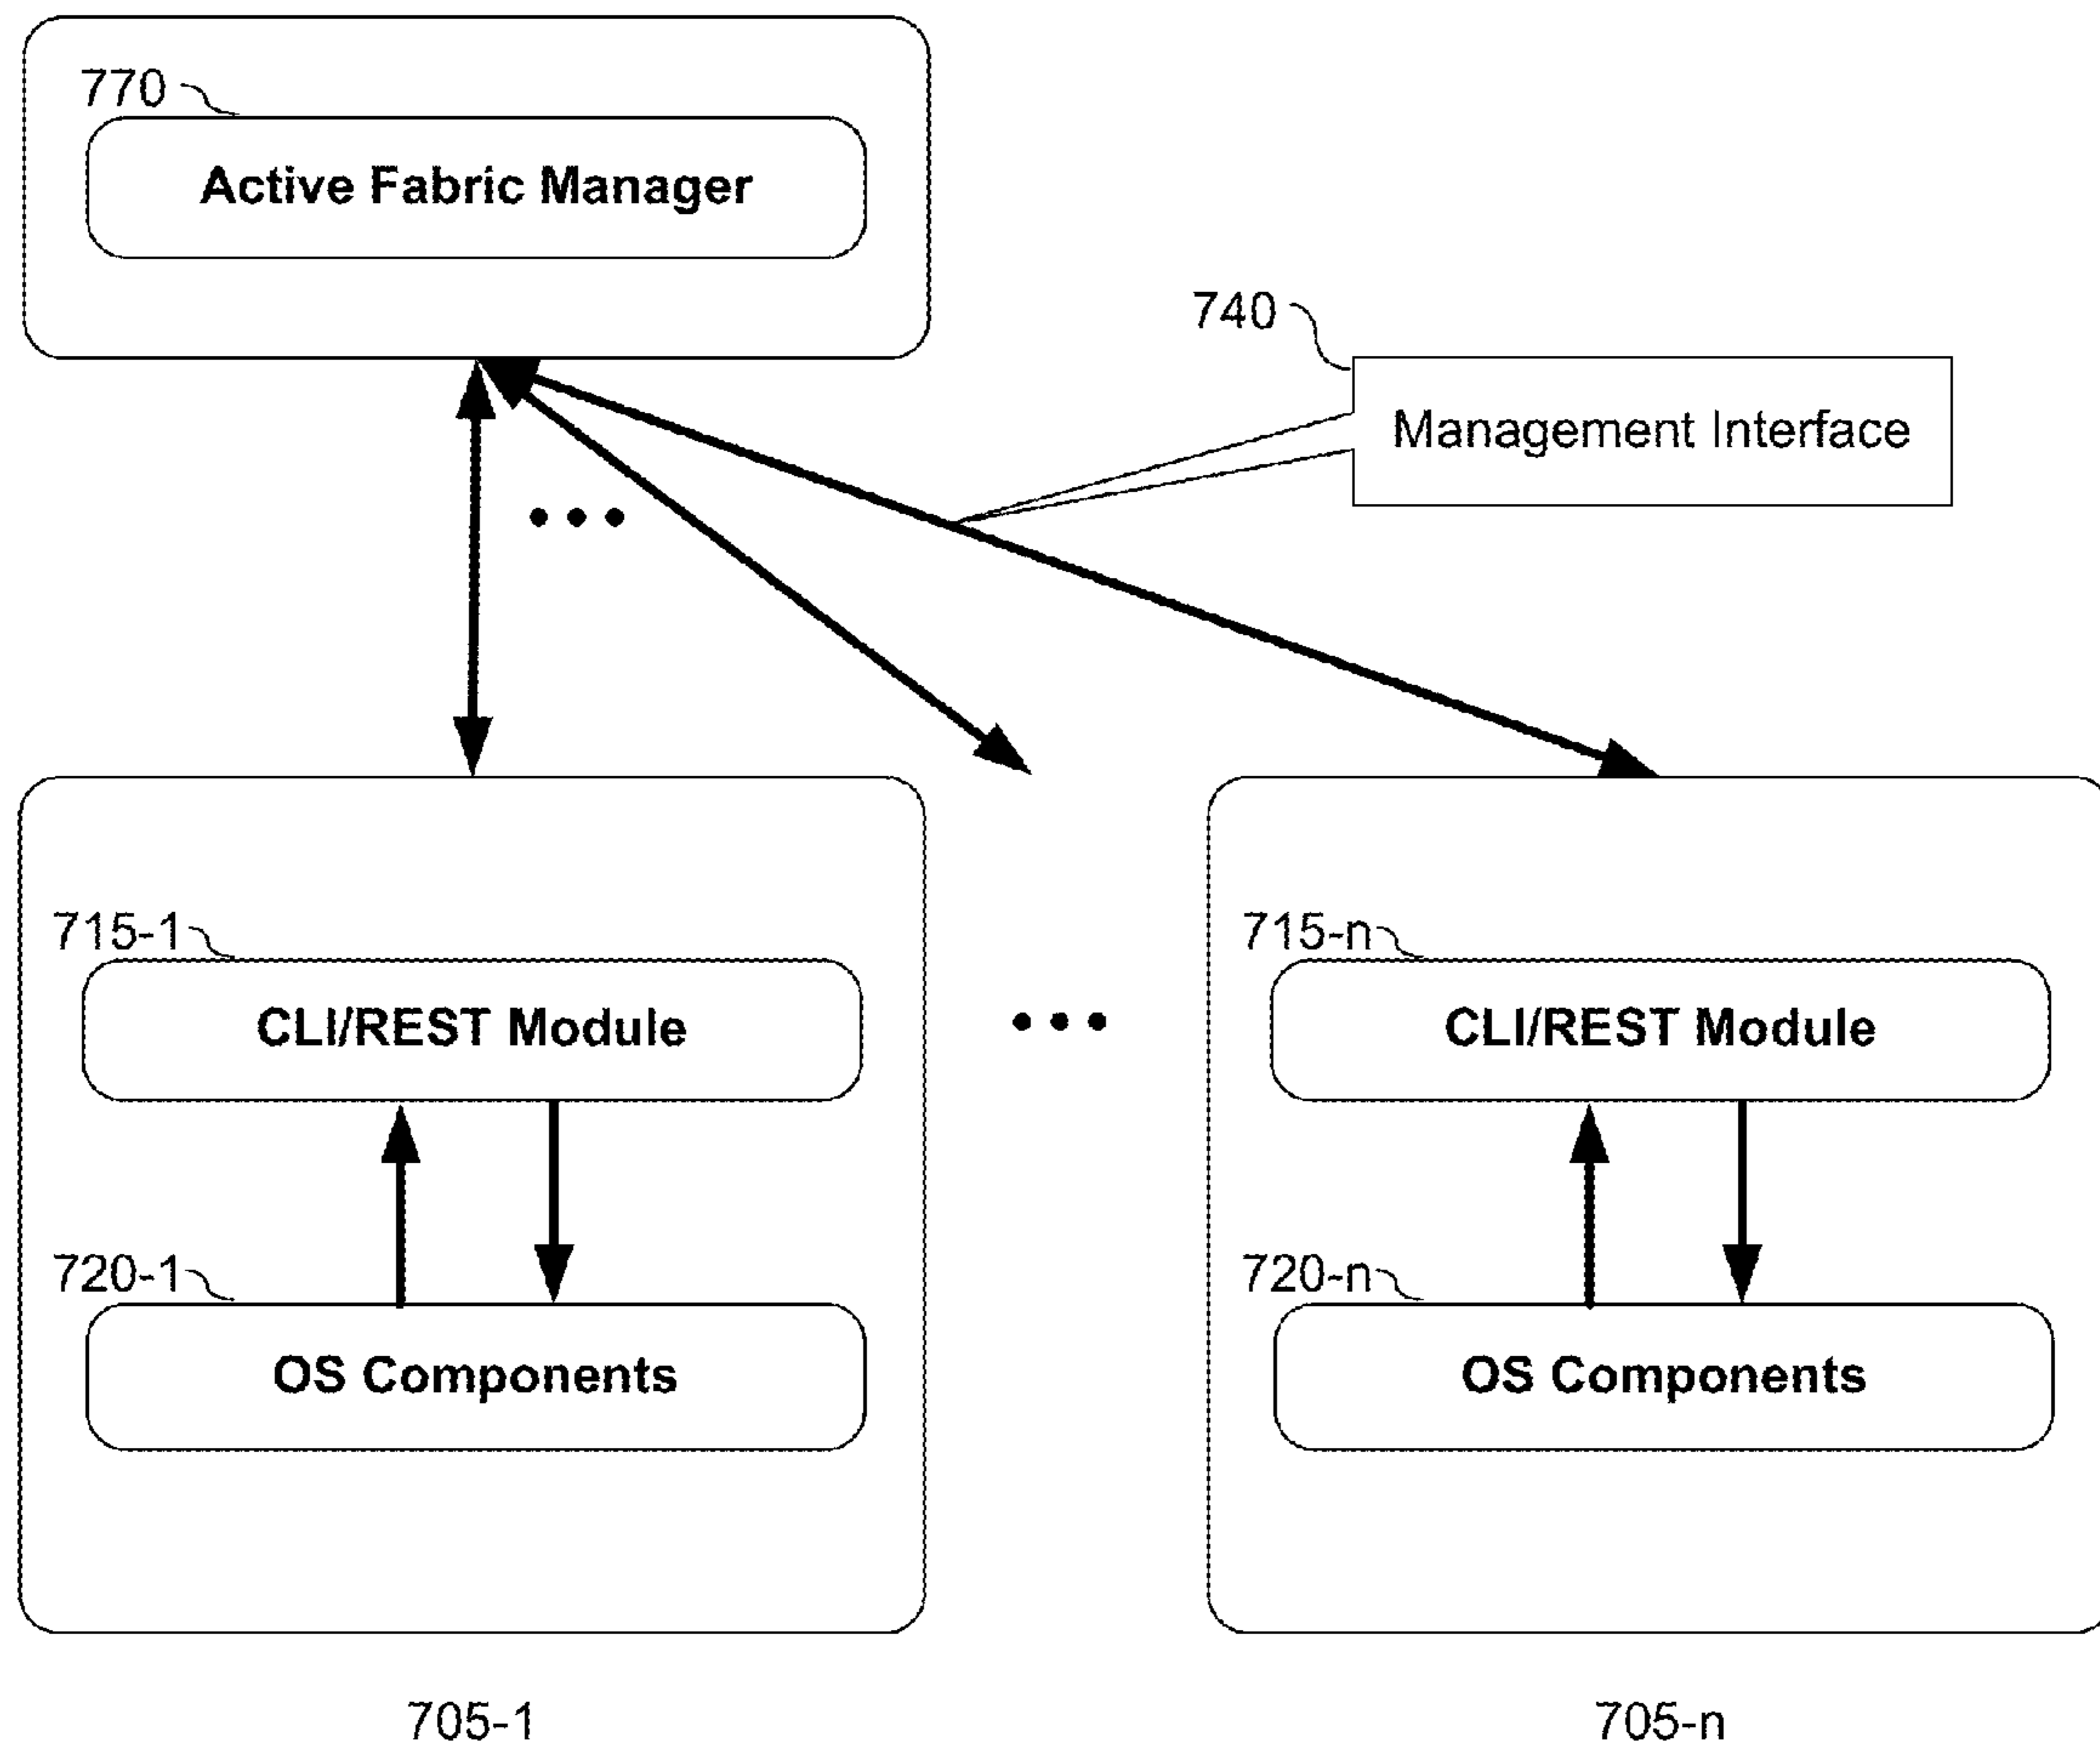 770
Active Fabric Manager
740
Management Interface
715-1
CLI/REST Module
720-1
OS Components
705-1
715-n
CLI/REST Module
720-n
OS Components
705-n